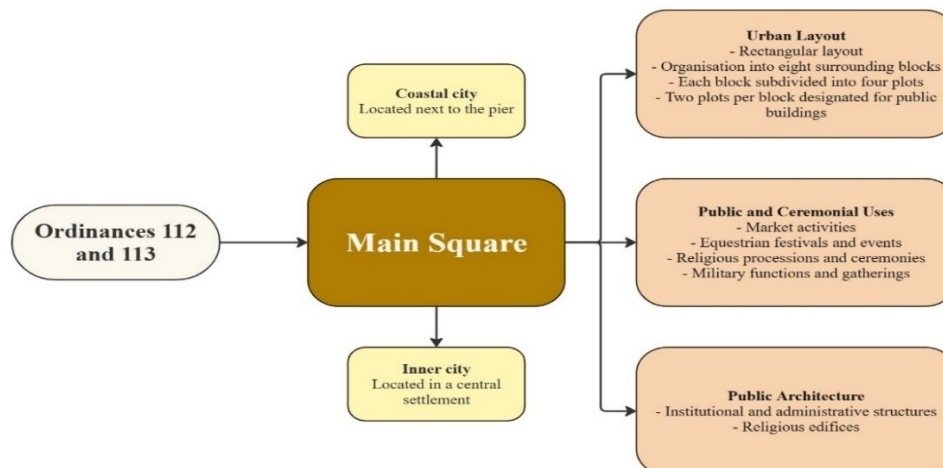 Ordinances 112
and 113
Coastal city
Located next to the pier
Main Square
Inner city
Located in a central
settlement
Urban Layout
- Rectangular layout
- Organisation into eight surrounding blocks
- Each block subdivided into four plots
- Two plots per block designated for public
buildings
Public and Ceremonial Uses
- Market activities
- Equestrian festivals and events
- Religious processions and ceremonies
- Military functions and gatherings
Public Architecture
- Institutional and administrative structures
- Religious edifices